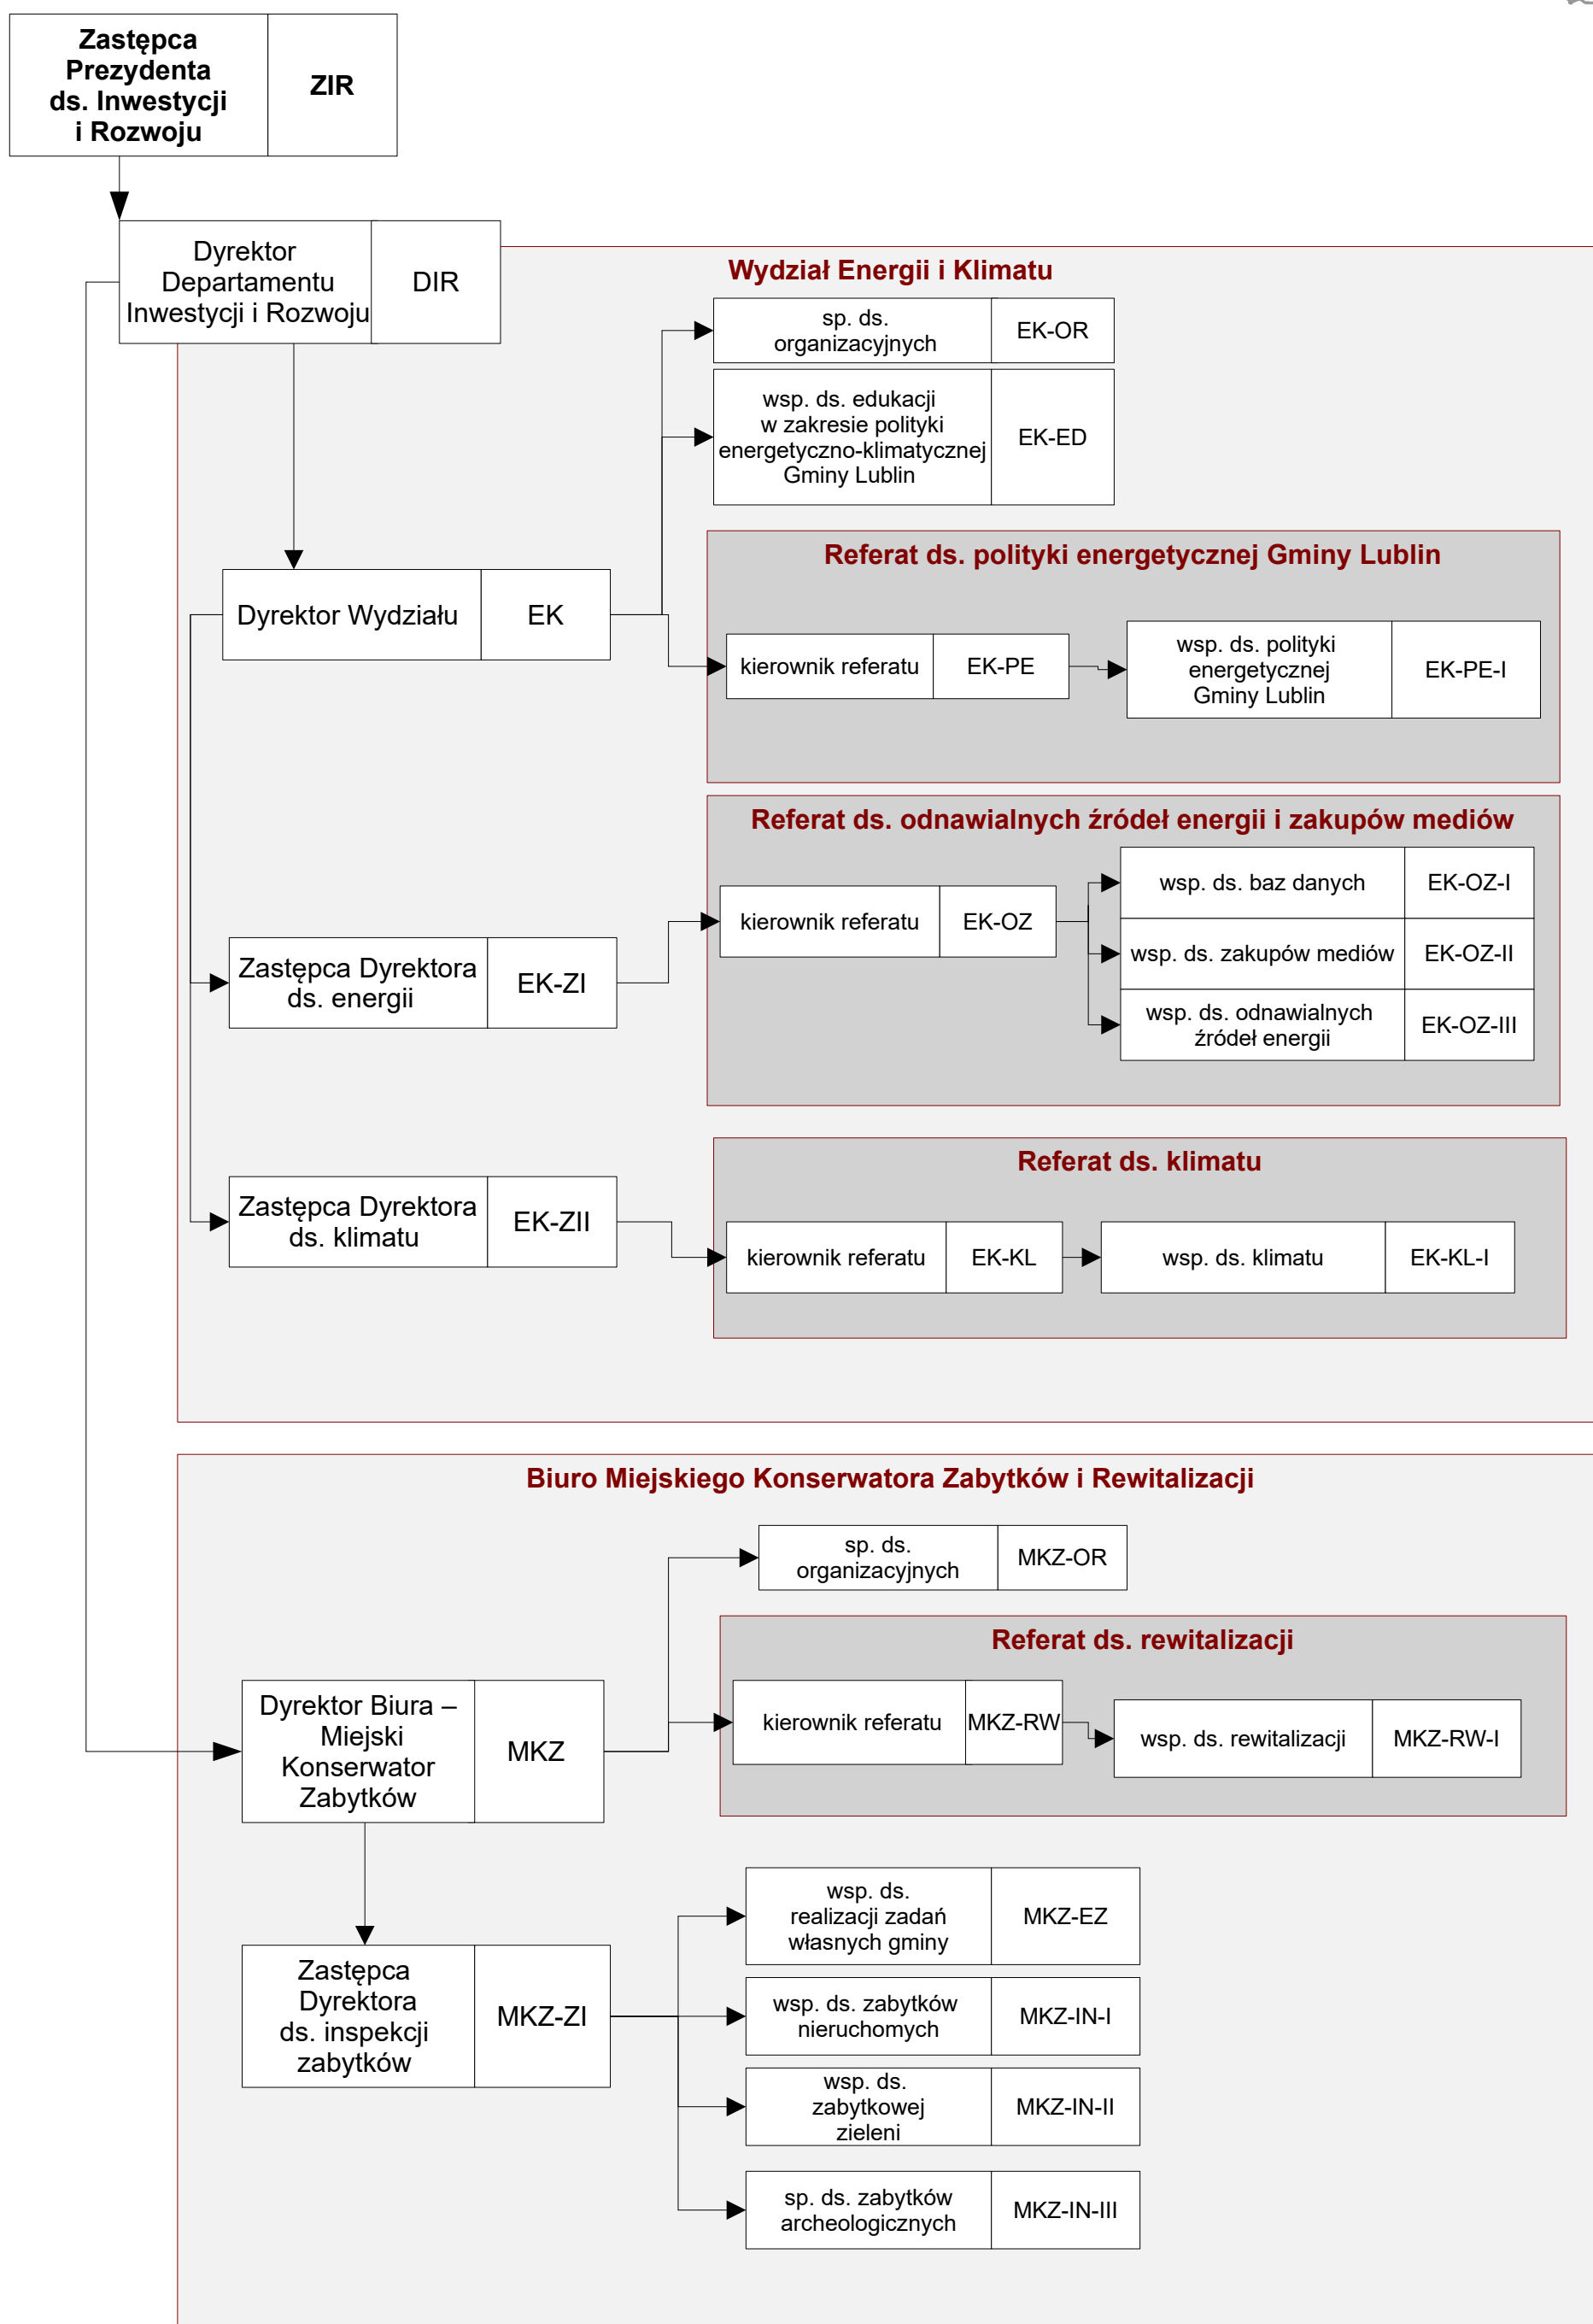 Zastępca
Prezydenta
ds. Inwestycji
i Rozwoju
ZIR
Dyrektor
Departamentu
Inwestycji i Rozwoju
DIR
Wydział Energii i Klimatu
sp. ds.
organizacyjnych
EK-OR
wsp. ds. edukacji
w zakresie polityki
energetyczno-klimatycznej
Gminy Lublin
EK-ED
Referat ds. polityki energetycznej Gminy Lublin
Dyrektor Wydziału
EK
kierownik referatu
EK-PE
wsp. ds. polityki
energetycznej
Gminy Lublin
EK-PE-I
Referat ds. odnawialnych źródeł energii i zakupów mediów
Zastępca Dyrektora
ds. energii
EK-ZI
kierownik referatu
EK-OZ
wsp. ds. baz danych
EK-OZ-I
wsp. ds. zakupów mediów
EK-OZ-II
wsp. ds. odnawialnych
źródeł energii
EK-OZ-III
Referat ds. klimatu
Zastępca Dyrektora
ds. klimatu
EK-ZII
kierownik referatu
EK-KL
wsp. ds. klimatu
EK-KL-I
Biuro Miejskiego Konserwatora Zabytków i Rewitalizacji
sp. ds.
organizacyjnych
MKZ-OR
Referat ds. rewitalizacji
Dyrektor Biura –
Miejski
Konserwator
Zabytków
MKZ
kierownik referatu
MKZ-RW
wsp. ds. rewitalizacji
MKZ-RW-I
Zastępca
Dyrektora
ds. inspekcji
zabytków
MKZ-ZI
wsp. ds.
realizacji zadań
własnych gminy
MKZ-EZ
wsp. ds. zabytków
nieruchomych
MKZ-IN-I
wsp. ds.
zabytkowej
zieleni
MKZ-IN-II
sp. ds. zabytków
archeologicznych
MKZ-IN-III